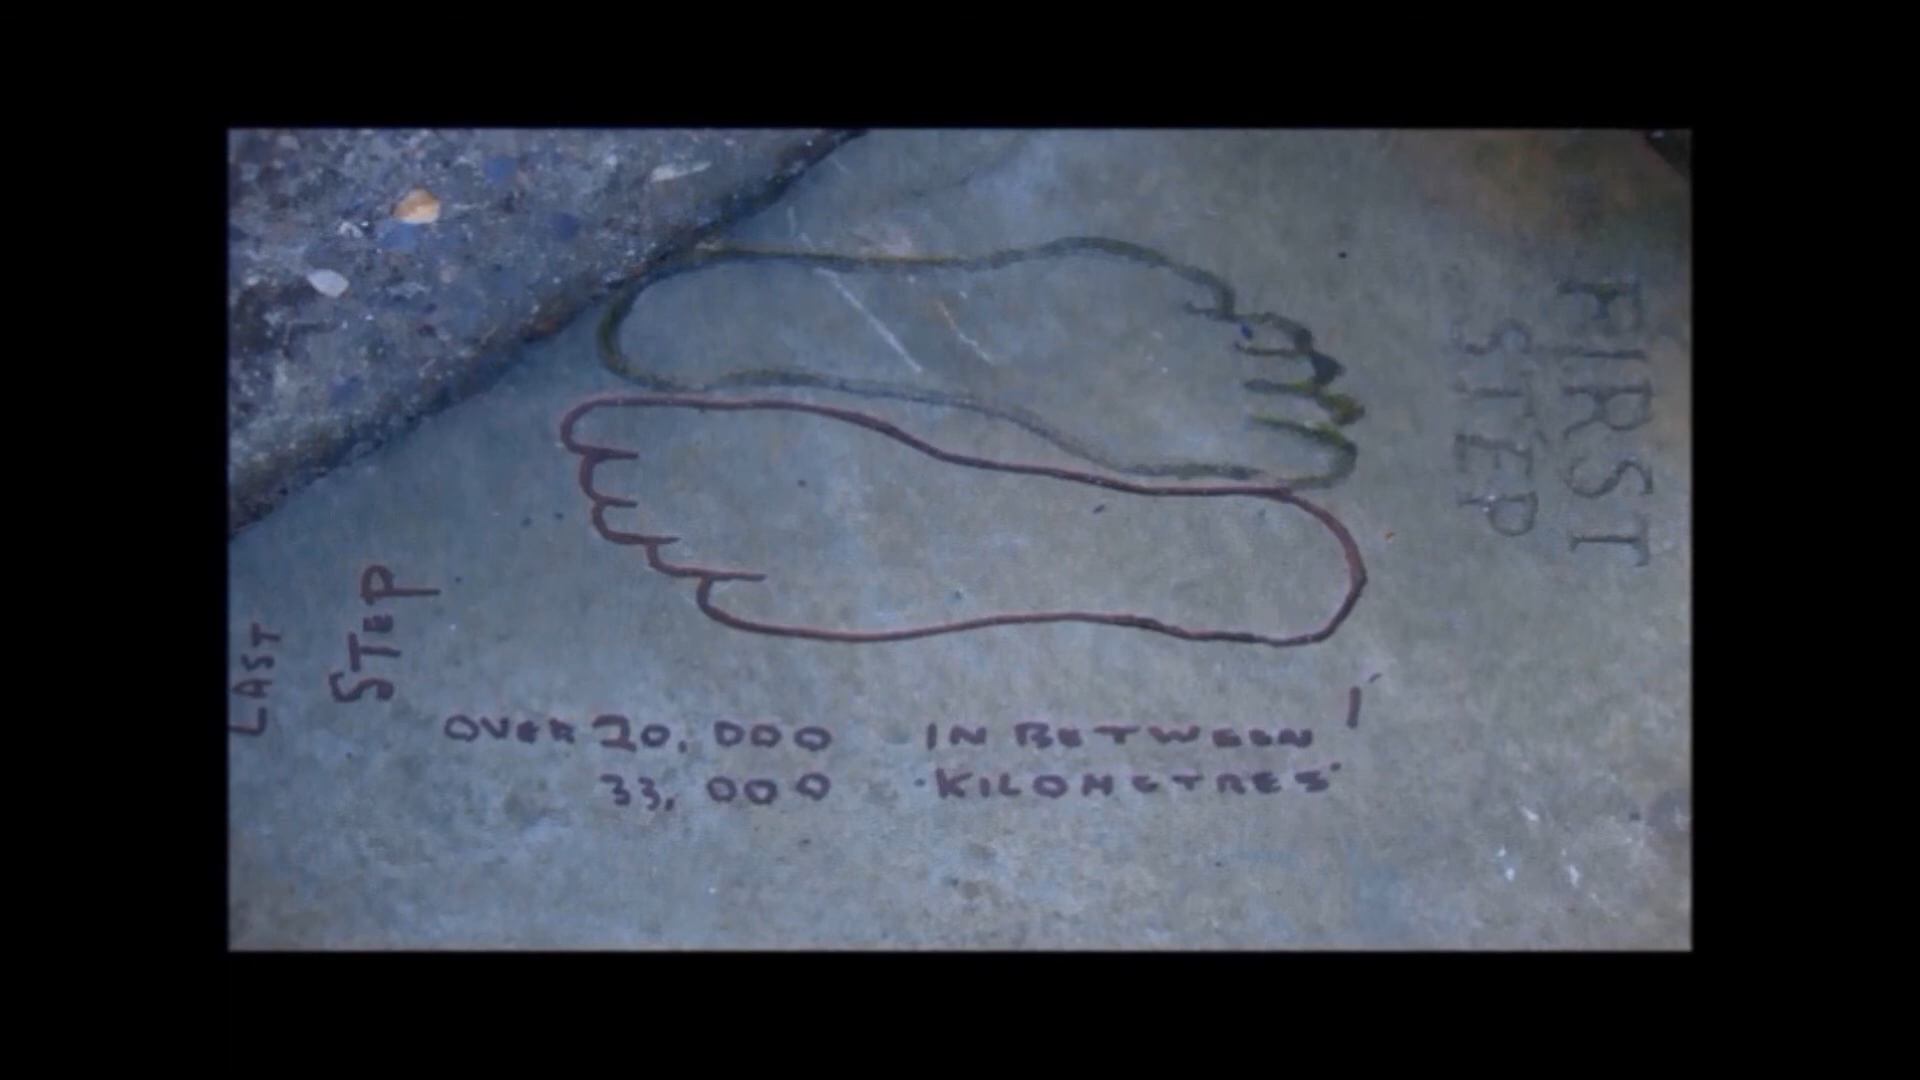 FIRST
STEP
LAST
STEP
OVER 20,000 IN BETWEEN
33,000 KILOMETRES